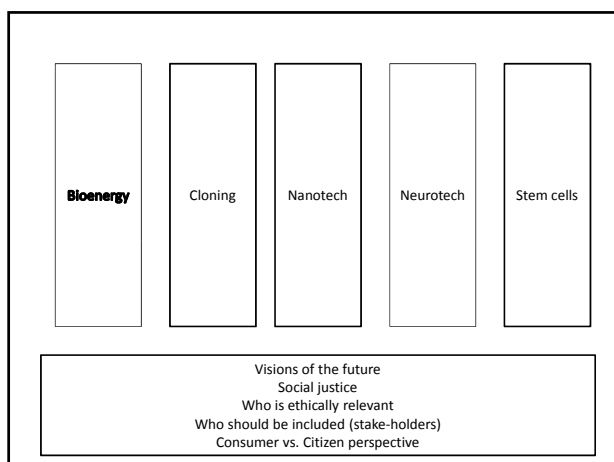 Bioenergy
Cloning
Nanotech
Neurotech
Stem cells
Visions of the future
Social justice
Who is ethically relevant
Who should be included (stake-holders)
Consumer vs. Citizen perspective